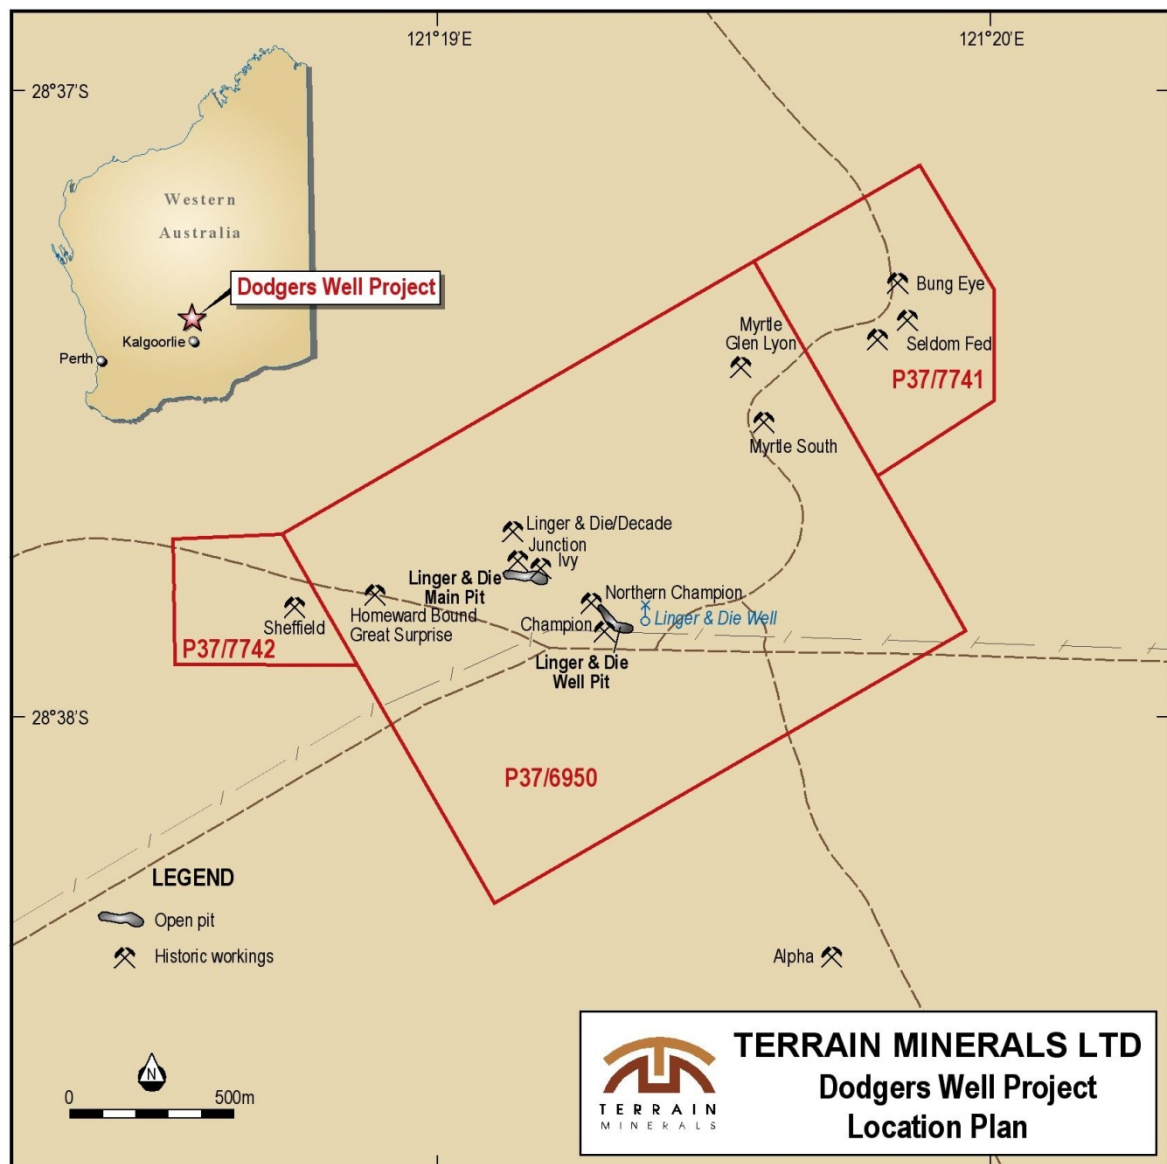 121°19'E
121°20'E
28°37'S
Western
Australia
Dodgers Well Project
Kalgoorlie
Perth
Bung Eye
Myrtle
Glen Lyon
Seldom Fed
P37/7741
Myrtle South
Linger & Die/Decade
Junction
Ivy
Linger & Die
Main Pit
Northern Champion
Homeward Bound
Great Surprise
Linger & Die Well
Sheffield
Champion
P37/7742
Linger & Die
Well Pit
28°38'S
P37/6950
LEGEND
Open pit
Historic workings
Alpha
N
0 500m
TERRAIN
MINERALS
TERRAIN MINERALS LTD
Dodgers Well Project
Location Plan